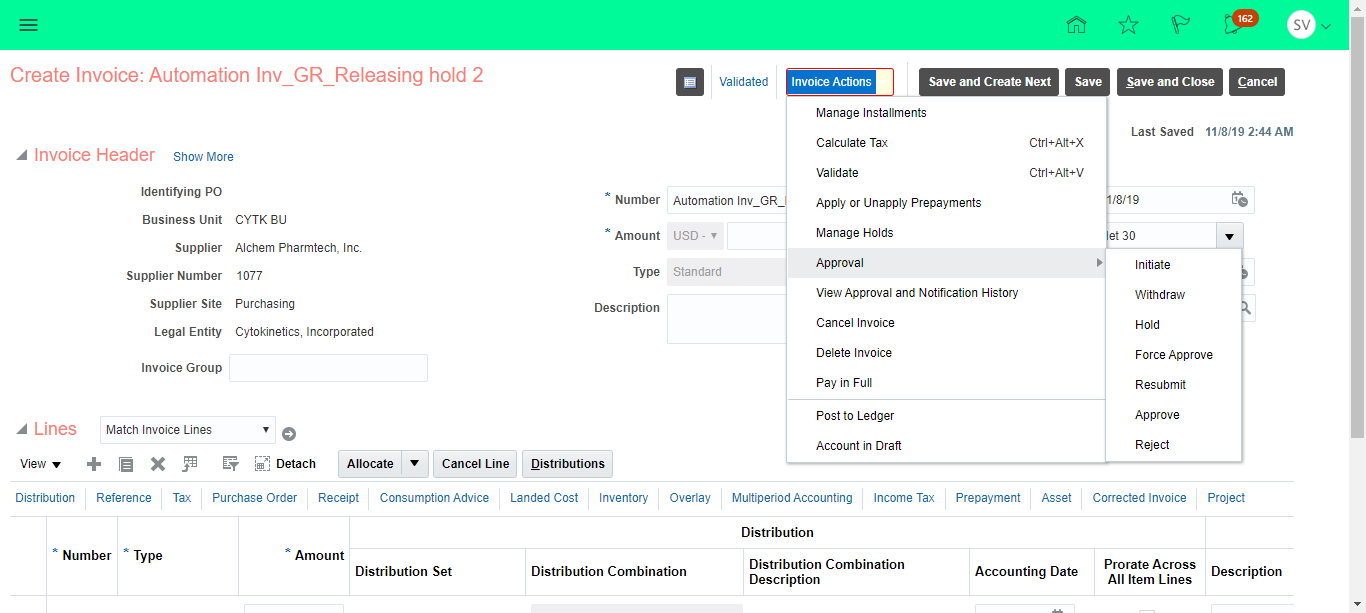 162
SV
Create Invoice: Automation Inv_GR_Releasing hold 2
Validated
Invoice Actions
Save and Create Next
Save
Save and Close
Cancel
Last Saved 11/8/19 2:44 AM
Invoice Header
Show More
Identifying PO
Business Unit CYTK BU
Supplier Alchem Pharmtech, Inc.
Supplier Number 1077
Supplier Site Purchasing
Legal Entity Cytokinetics, Incorporated
Invoice Group
* Number Automation Inv_GR_
* Amount USD -
Type Standard
Description
1/8/19
et 30
Manage Installments
Calculate Tax Ctrl+Alt+X
Validate Ctrl+Alt+V
Apply or Unapply Prepayments
Manage Holds
Approval
View Approval and Notification History
Cancel Invoice
Delete Invoice
Pay in Full
Post to Ledger
Account in Draft
Initiate
Withdraw
Hold
Force Approve
Resubmit
Approve
Reject
Lines
Match Invoice Lines
View
Detach
Allocate
Cancel Line
Distributions
Distribution Reference Tax Purchase Order Receipt Consumption Advice Landed Cost Inventory Overlay Multiperiod Accounting Income Tax Prepayment Asset Corrected Invoice Project
Distribution
* Number
* Type
* Amount
Distribution Set
Distribution Combination
Distribution Combination
Description
Accounting Date
Prorate Across
All Item Lines
Description